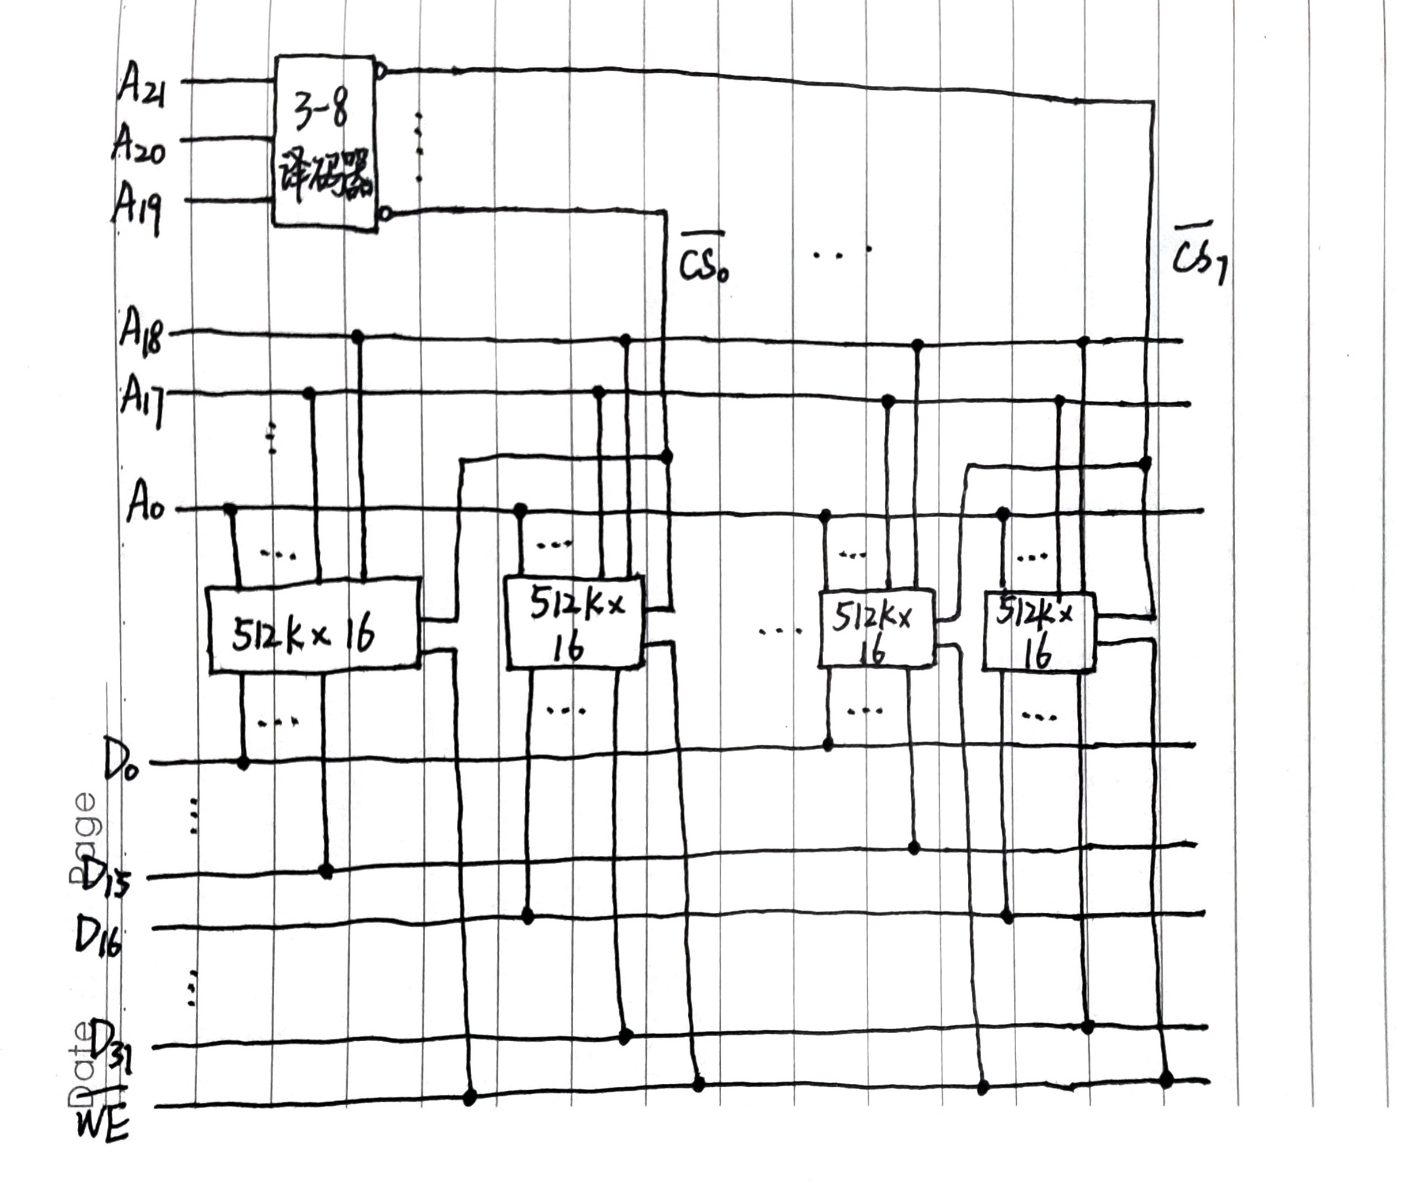 A21
3-8
译码器
A20
A19
CS0
...
CS7
A18
A17
A0
...
...
...
...
512K×16
512K×
16
...
512K×
16
512K×
16
...
...
...
...
D0
Page
D15
D16
Date
D31
WE